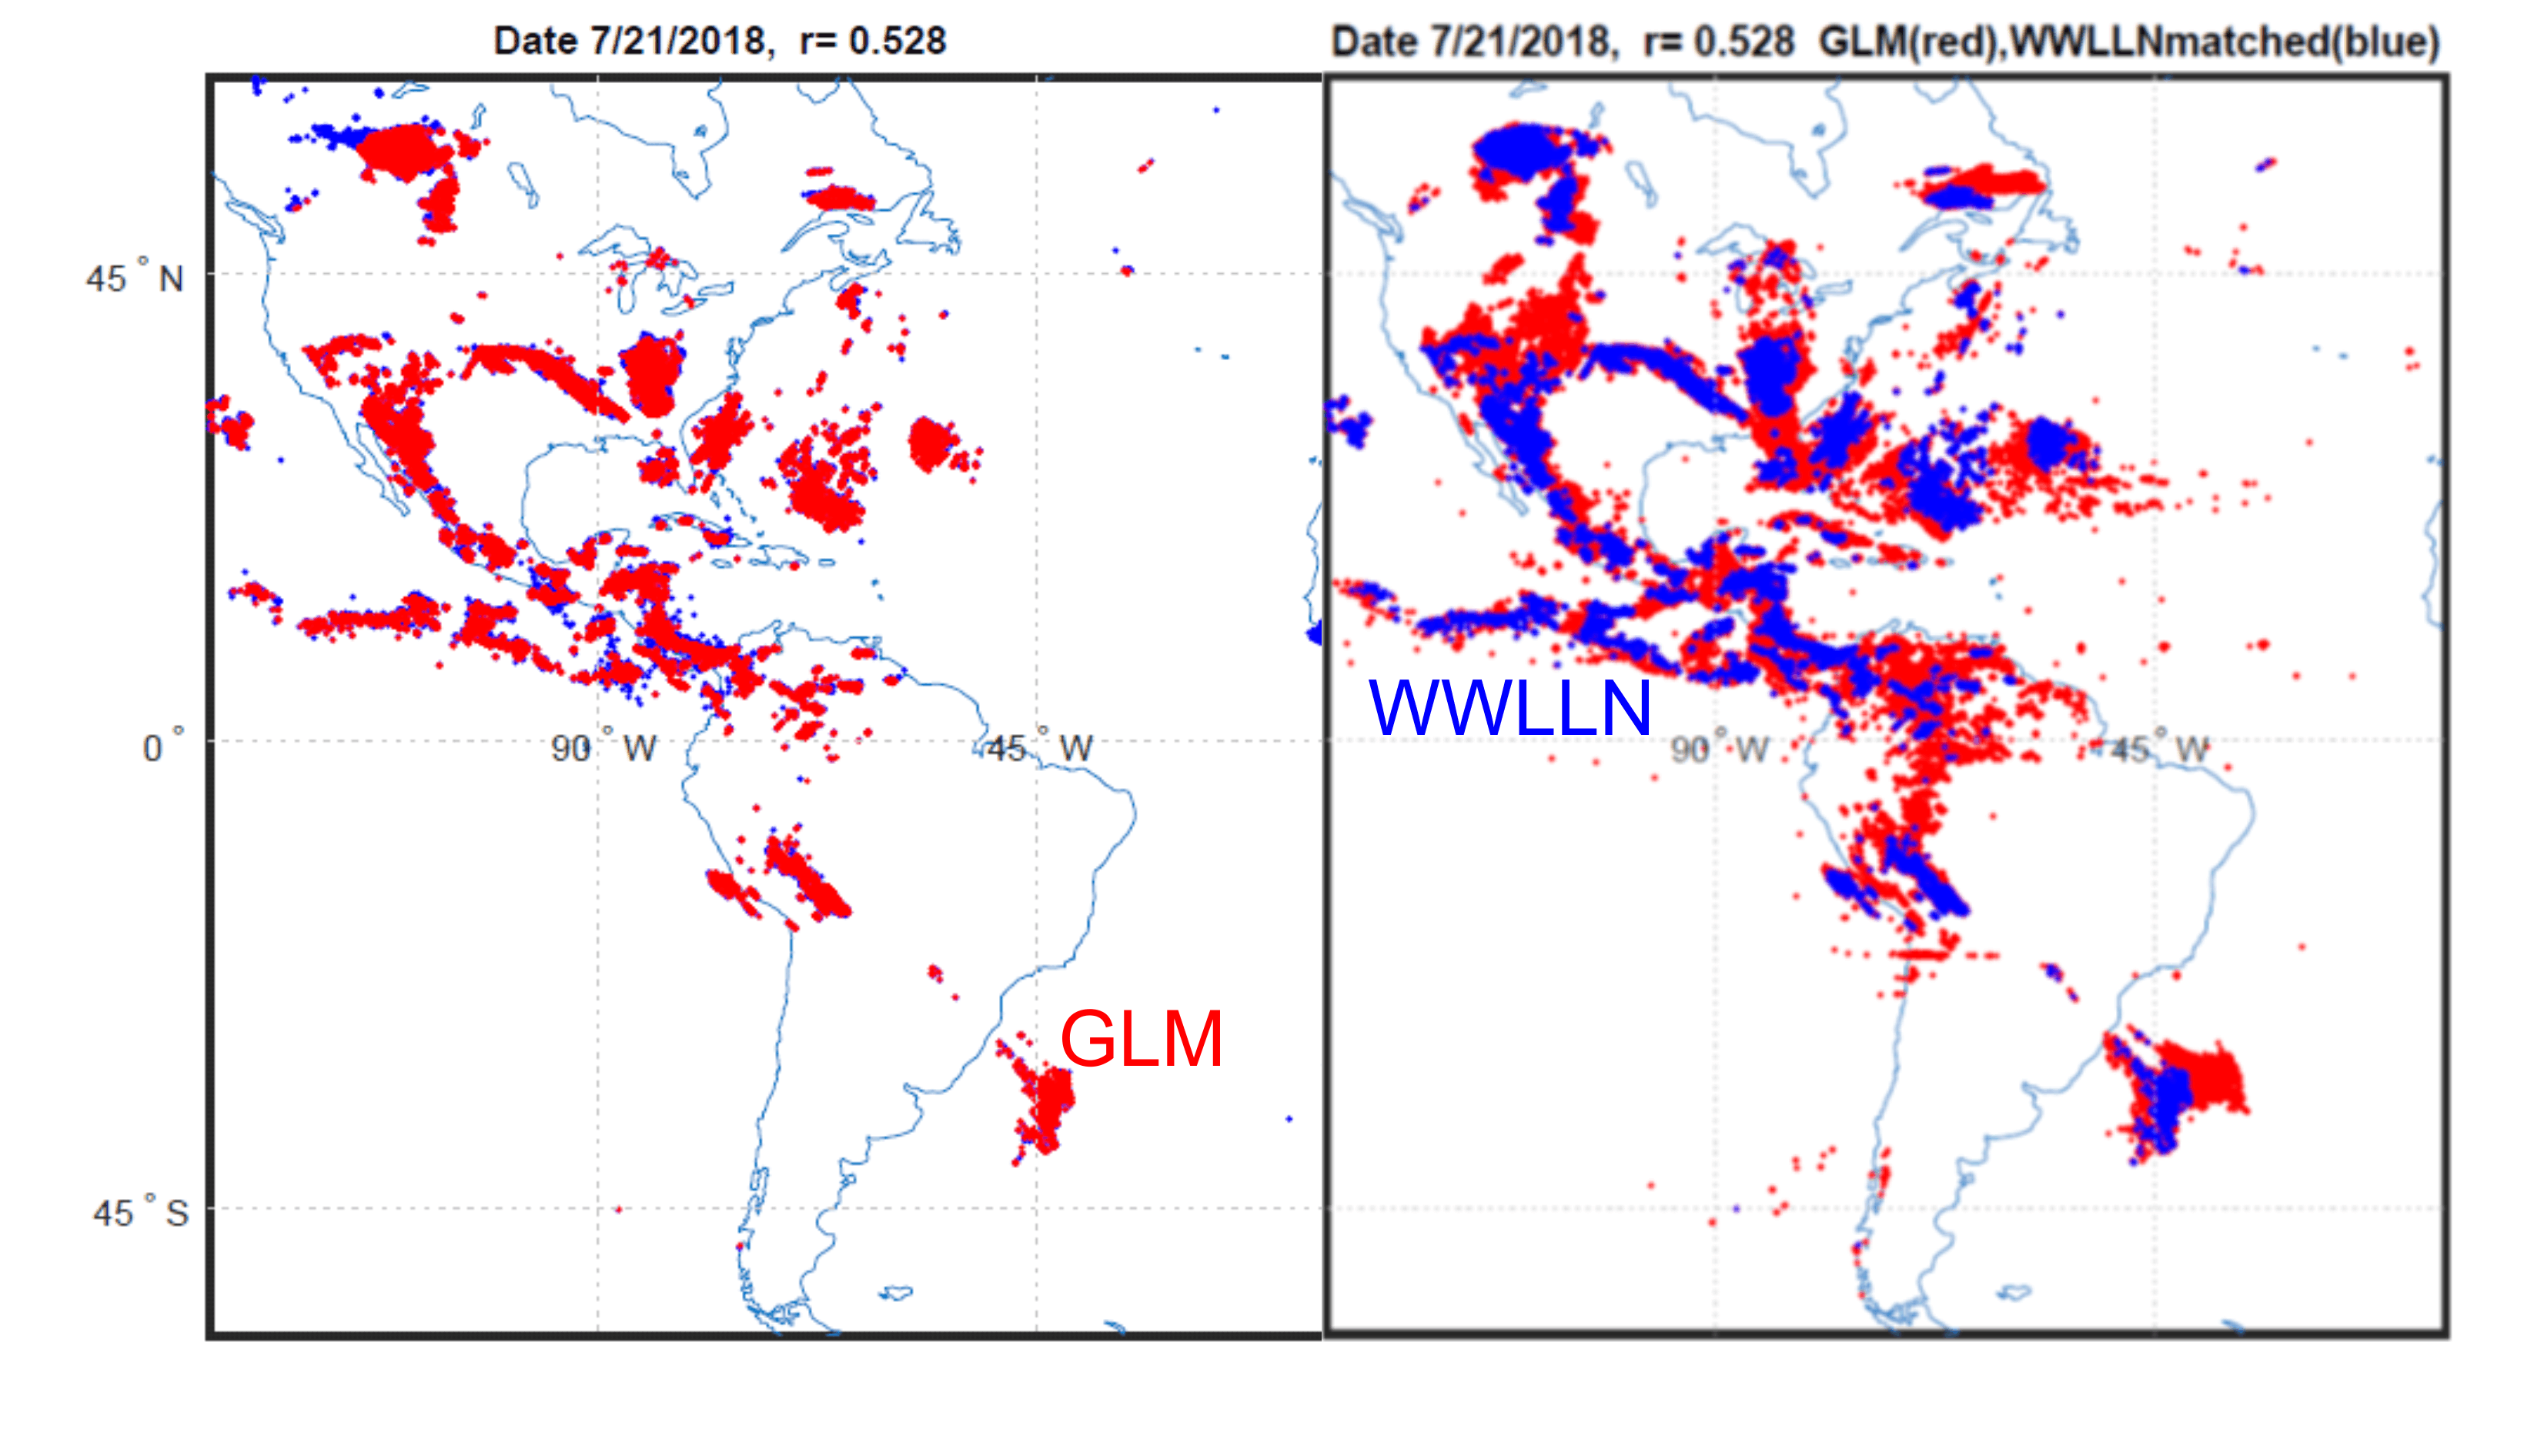 Date 7/21/2018,  r= 0.528
Date 7/21/2018,  r= 0.528  GLM(red),WWLLNmatched(blue)
45°N
WWLLN
0°
90°W
45°W
90°W
45°W
GLM
45°S